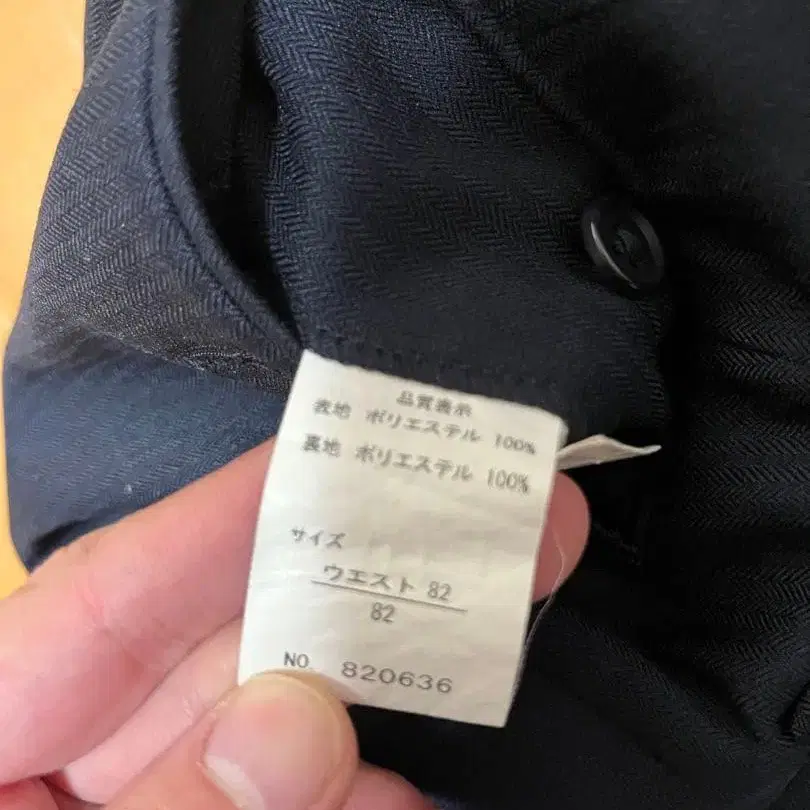 品質表示
表地 ポリエステル 100%
裏地 ポリエステル 100%
サイズ
ウエスト 82
82
NO. 820636